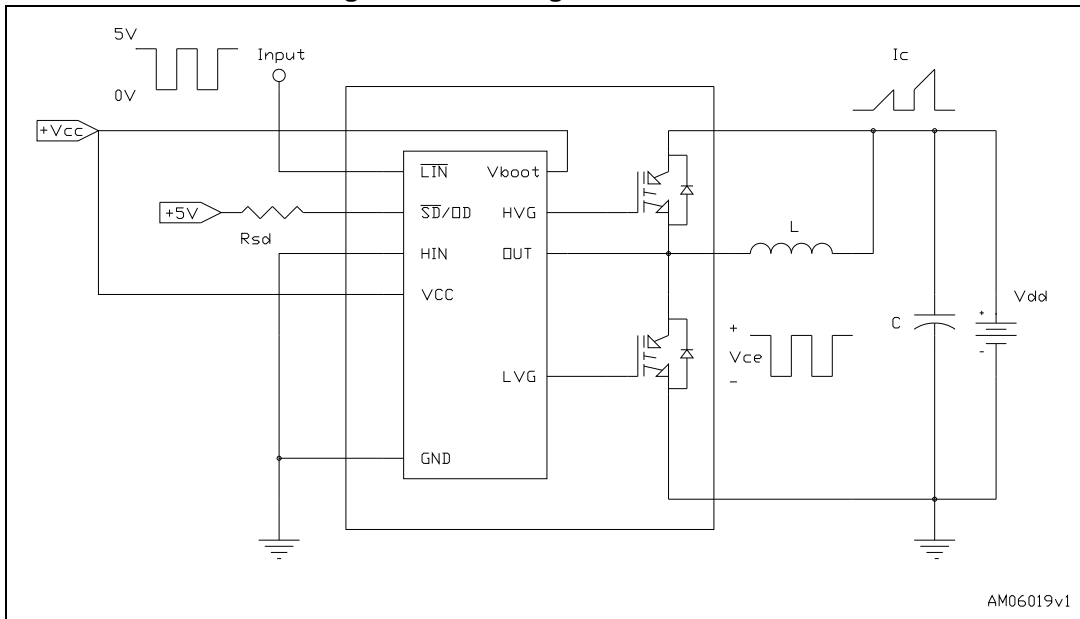 5V
0V
Input
Ic
+Vcc
LIN
Vboot
+5V
Rsd
SD/OD
HVG
HIN
OUT
L
VCC
Vdd
+
-
C
+
Vce
-
LVG
GND
AM06019v1